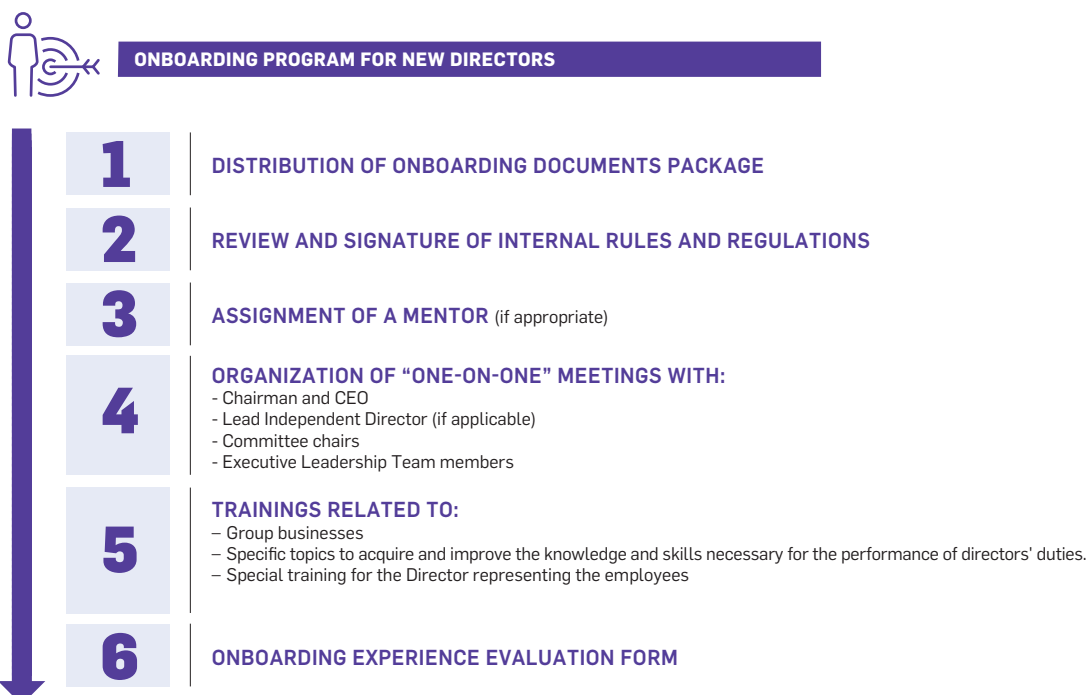 ONBOARDING PROGRAM FOR NEW DIRECTORS
1
DISTRIBUTION OF ONBOARDING DOCUMENTS PACKAGE
2
REVIEW AND SIGNATURE OF INTERNAL RULES AND REGULATIONS
3
ASSIGNMENT OF A MENTOR (if appropriate)
4
ORGANIZATION OF “ONE-ON-ONE” MEETINGS WITH:
- Chairman and CEO
- Lead Independent Director (if applicable)
- Committee chairs
- Executive Leadership Team members
5
TRAININGS RELATED TO:
– Group businesses
– Specific topics to acquire and improve the knowledge and skills necessary for the performance of directors' duties.
– Special training for the Director representing the employees
6
ONBOARDING EXPERIENCE EVALUATION FORM